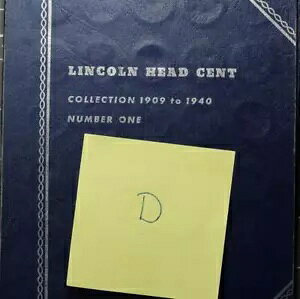 LINCOLN HEAD CENT
COLLECTION 1909 to 1940
NUMBER ONE
D